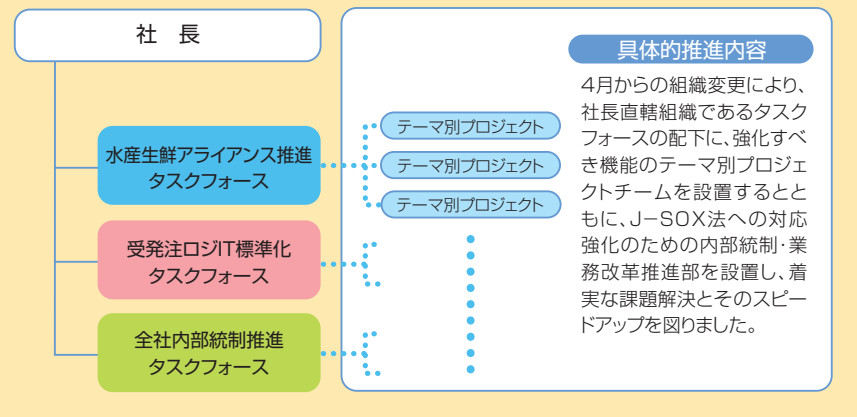 社 長
水産生鮮アライアンス推進
タスクフォース
受発注ロジIT標準化
タスクフォース
全社内部統制推進
タスクフォース
テーマ別プロジェクト
テーマ別プロジェクト
テーマ別プロジェクト
具体的推進内容
4月からの組織変更により、
社長直轄組織であるタスク
フォースの配下に、強化すべ
き機能のテーマ別プロジェ
クトチームを設置するとと
もに、J−SOX法への対応
強化のための内部統制・業
務改革推進部を設置し、着
実な課題解決とそのスピー
ドアップを図りました。